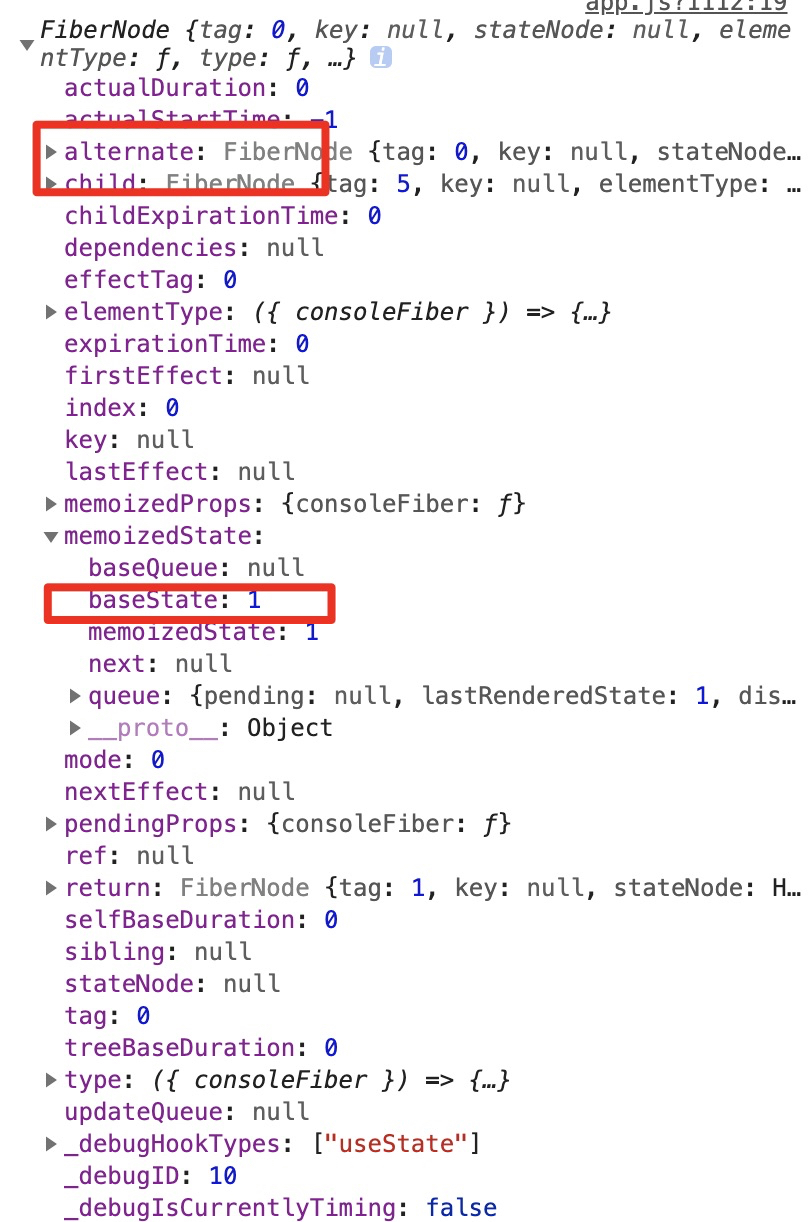 app.js?1112:19
FiberNode {tag: 0, key: null, stateNode: null, eleme
ntType: ƒ, type: ƒ, …} i
actualDuration: 0
actualStartTime: -1
alternate: FiberNode {tag: 0, key: null, stateNode…
child: FiberNode {tag: 5, key: null, elementType: …
childExpirationTime: 0
dependencies: null
effectTag: 0
elementType: ({ consoleFiber }) => {…}
expirationTime: 0
firstEffect: null
index: 0
key: null
lastEffect: null
memoizedProps: {consoleFiber: ƒ}
memoizedState:
baseQueue: null
baseState: 1
memoizedState: 1
next: null
queue: {pending: null, lastRenderedState: 1, dis…
__proto__: Object
mode: 0
nextEffect: null
pendingProps: {consoleFiber: ƒ}
ref: null
return: FiberNode {tag: 1, key: null, stateNode: H…
selfBaseDuration: 0
sibling: null
stateNode: null
tag: 0
treeBaseDuration: 0
type: ({ consoleFiber }) => {…}
updateQueue: null
_debugHookTypes: ["useState"]
_debugID: 10
_debugIsCurrentlyTiming: false